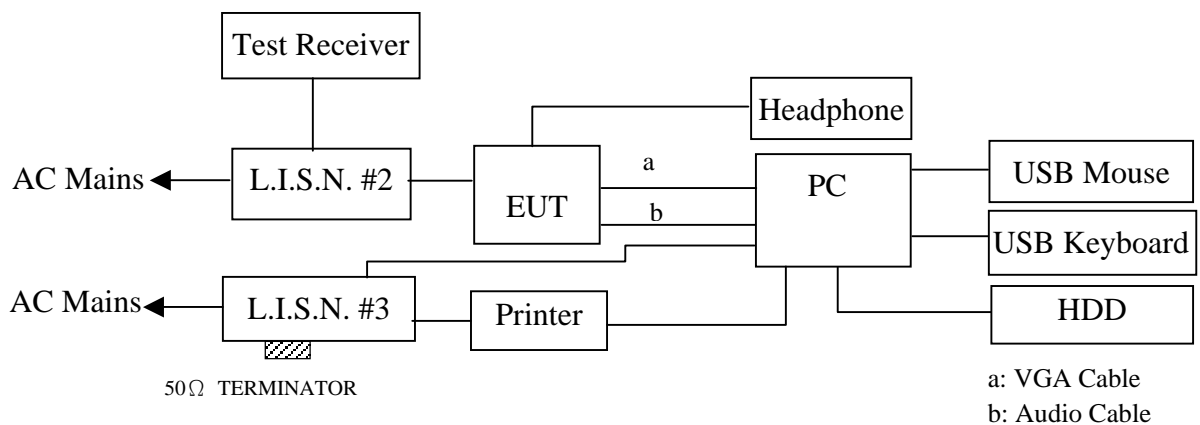 Test Receiver
Headphone
AC Mains
L.I.S.N. #2
EUT
a
b
PC
USB Mouse
USB Keyboard
AC Mains
L.I.S.N. #3
Printer
HDD
50Ω TERMINATOR
a: VGA Cable
b: Audio Cable